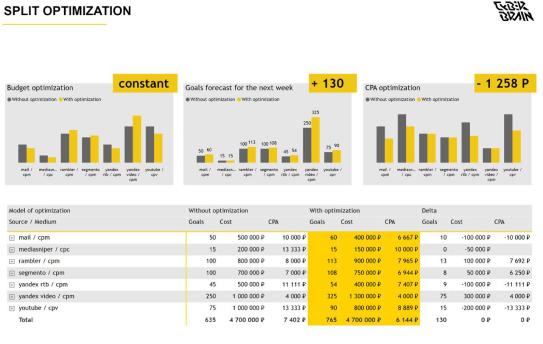 SPLIT OPTIMIZATION
CYBER
BRAIN
Budget optimization
constant
Without optimization With optimization
mail / cpm
mediasn... / cpc
rambler / cpm
segmento / cpm
yandex rtb / cpm
yandex video / cpm
youtube / cpv
Goals forecast for the next week
+ 130
Without optimization With optimization
50 60
15 15
100 113
100 108
45 54
250 325
75 90
mail / cpm
mediasn... / cpc
rambler / cpm
segmento / cpm
yandex rtb / cpm
yandex video / cpm
youtube / cpv
CPA optimization
- 1 258 ₽
Without optimization With optimization
mail / cpm
mediasn... / cpc
rambler / cpm
segmento / cpm
yandex rtb / cpm
yandex video / cpm
youtube / cpv
Model of optimization Without optimization With optimization Delta
Source / Medium Goals Cost CPA Goals Cost CPA Goals Cost CPA
mail / cpm 50 500 000 ₽ 10 000 ₽ 60 400 000 ₽ 6 667 ₽ 10 -100 000 ₽ -10 000 ₽
mediasniper / cpc 15 200 000 ₽ 13 333 ₽ 15 150 000 ₽ 10 000 ₽ 0 -50 000 ₽
rambler / cpm 100 800 000 ₽ 8 000 ₽ 113 900 000 ₽ 7 965 ₽ 13 100 000 ₽ 7 692 ₽
segmento / cpm 100 700 000 ₽ 7 000 ₽ 108 750 000 ₽ 6 944 ₽ 8 50 000 ₽ 6 250 ₽
yandex rtb / cpm 45 500 000 ₽ 11 111 ₽ 54 400 000 ₽ 7 407 ₽ 9 -100 000 ₽ -11 111 ₽
yandex video / cpm 250 1 000 000 ₽ 4 000 ₽ 325 1 300 000 ₽ 4 000 ₽ 75 300 000 ₽ 4 000 ₽
youtube / cpv 75 1 000 000 ₽ 13 333 ₽ 90 800 000 ₽ 8 889 ₽ 15 -200 000 ₽ -13 333 ₽
Total 635 4 700 000 ₽ 7 402 ₽ 765 4 700 000 ₽ 6 144 ₽ 130 0 ₽ 0 ₽